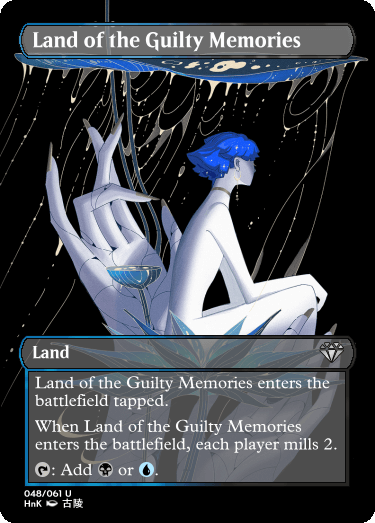 Land of the Guilty Memories
Land
Land of the Guilty Memories enters the
battlefield tapped.
When Land of the Guilty Memories
enters the battlefield, each player mills 2.
: Add or .
048/061 U
HnK 古陵